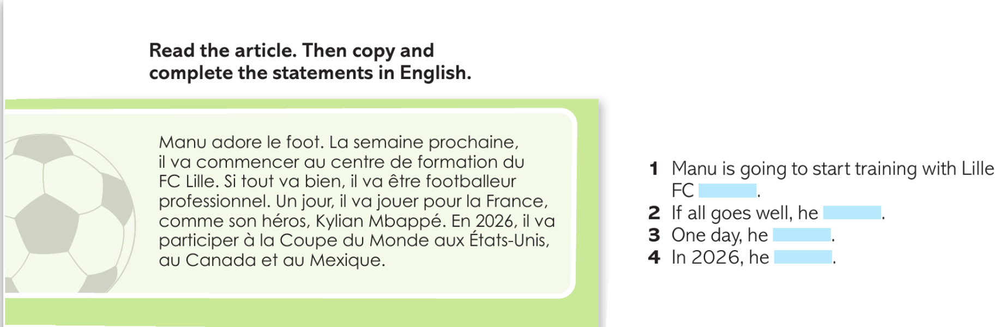 Read the article. Then copy and
complete the statements in English.
Manu adore le foot. La semaine prochaine,
il va commencer au centre de formation du
FC Lille. Si tout va bien, il va être footballeur
professionnel. Un jour, il va jouer pour la France,
comme son héros, Kylian Mbappé. En 2026, il va
participer à la Coupe du Monde aux États-Unis,
au Canada et au Mexique.
1 Manu is going to start training with Lille
FC .
2 If all goes well, he .
3 One day, he .
4 In 2026, he .